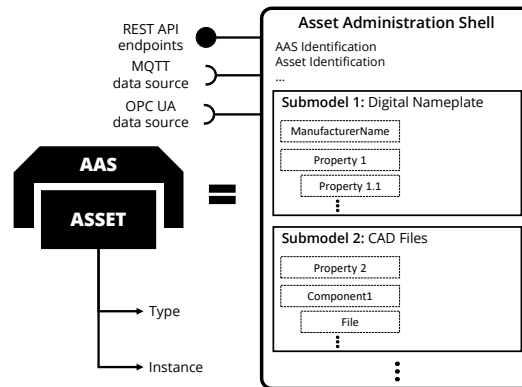 REST API
endpoints
MQTT
data source
OPC UA
data source
AAS
ASSET
Type
Instance
=
Asset Administration Shell
AAS Identification
Asset Identification
...
Submodel 1: Digital Nameplate
ManufacturerName
Property 1
Property 1.1
Submodel 2: CAD Files
Property 2
Component1
File